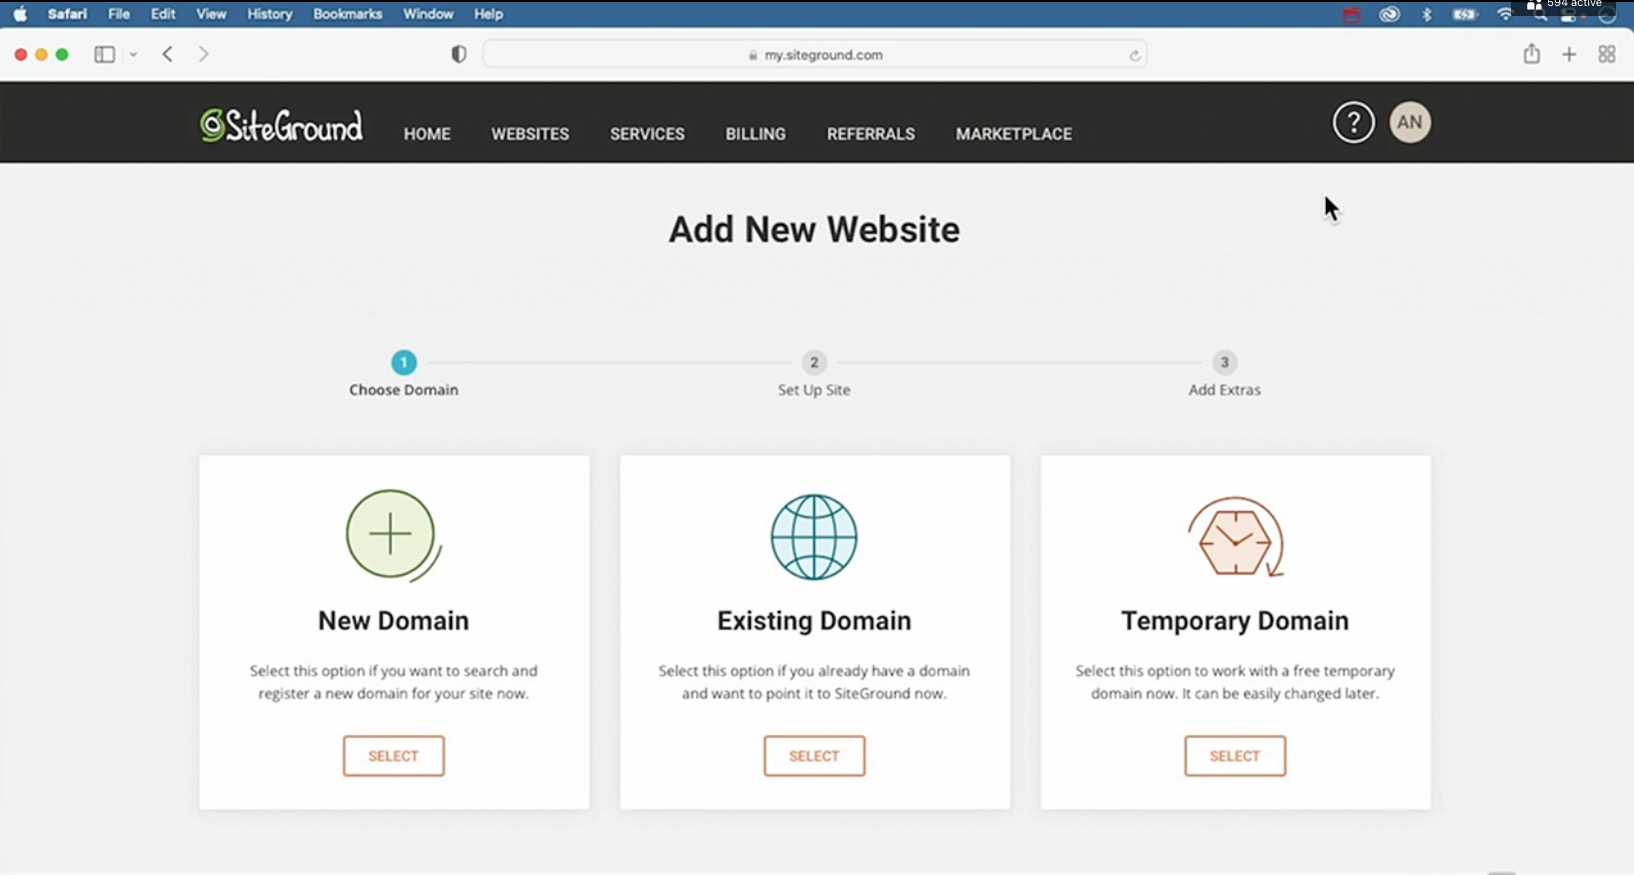 594 active
Safari File Edit View History Bookmarks Window Help
my.siteground.com
SiteGround HOME WEBSITES SERVICES BILLING REFERRALS MARKETPLACE ? AN
Add New Website
1 2 3
Choose Domain Set Up Site Add Extras
New Domain
Select this option if you want to search and
register a new domain for your site now.
SELECT
Existing Domain
Select this option if you already have a domain
and want to point it to SiteGround now.
SELECT
Temporary Domain
Select this option to work with a free temporary
domain now. It can be easily changed later.
SELECT